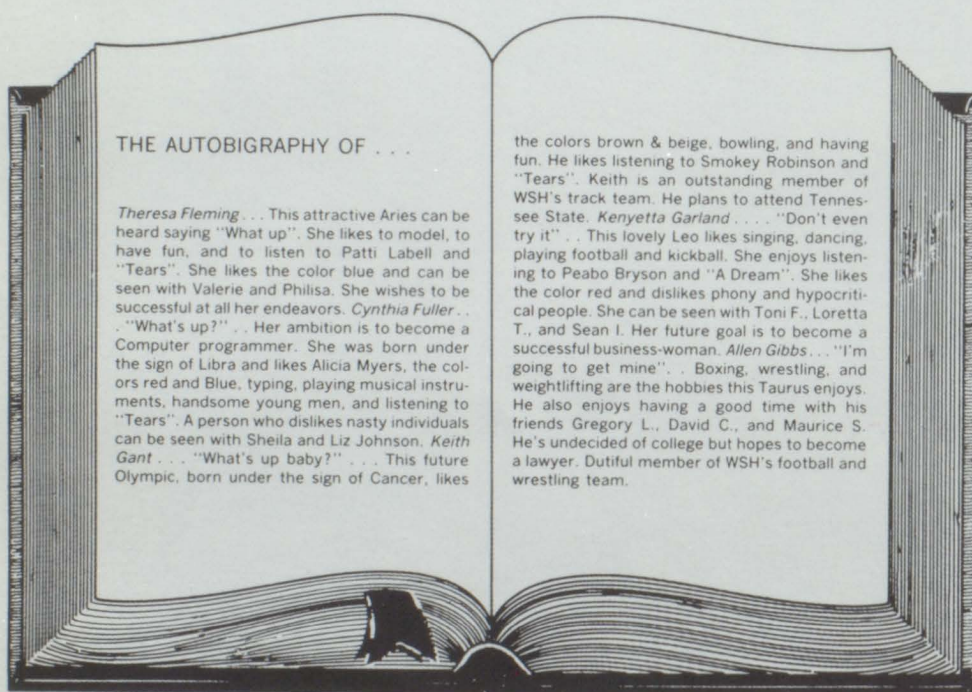 THE AUTOBIGRAPHY OF . . .
Theresa Fleming . . . This attractive Aries can be
heard saying "What up". She likes to model, to
have fun, and to listen to Patti Labell and
"Tears". She likes the color blue and can be
seen with Valerie and Philisa. She wishes to be
successful at all her endeavors. Cynthia Fuller . .
. "What's up?" . . Her ambition is to become a
Computer programmer. She was born under
the sign of Libra and likes Alicia Myers, the col-
ors red and Blue, typing, playing musical instru-
ments, handsome young men, and listening to
"Tears". A person who dislikes nasty individuals
can be seen with Sheila and Liz Johnson. Keith
Gant . . . "What's up baby?" . . . This future
Olympic, born under the sign of Cancer, likes
the colors brown & beige, bowling, and having
fun. He likes listening to Smokey Robinson and
"Tears". Keith is an outstanding member of
WSH's track team. He plans to attend Tennes-
see State. Kenyetta Garland . . . . "Don't even
try it" . . This lovely Leo likes singing, dancing,
playing football and kickball. She enjoys listen-
ing to Peabo Bryson and "A Dream". She likes
the color red and dislikes phony and hypocriti-
cal people. She can be seen with Toni F., Loretta
T., and Sean I. Her future goal is to become a
successful business-woman. Allen Gibbs . . . "I'm
going to get mine". . Boxing, wrestling, and
weightlifting are the hobbies this Taurus enjoys.
He also enjoys having a good time with his
friends Gregory L., David C., and Maurice S.
He's undecided of college but hopes to become
a lawyer. Dutiful member of WSH's football and
wrestling team.